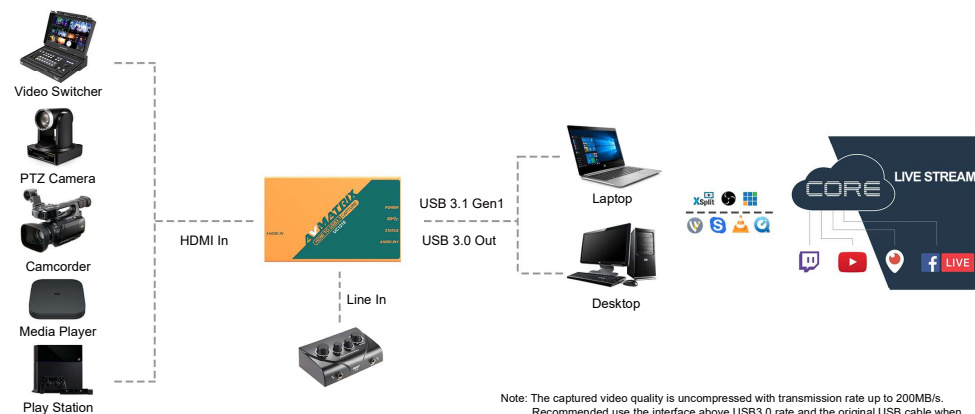 Video Switcher
PTZ Camera
Camcorder
Media Player
Play Station
HDMI In
AVMATRIX
UC1218
POWER
STATUS
Line In
USB 3.1 Gen1
USB 3.0 Out
Laptop
Desktop
XSplit
CORE
LIVE STREAM
LIVE
Note: The captured video quality is uncompressed with transmission rate up to 200MB/s.
Recommended use the interface above USB3.0 rate and the original USB cable when